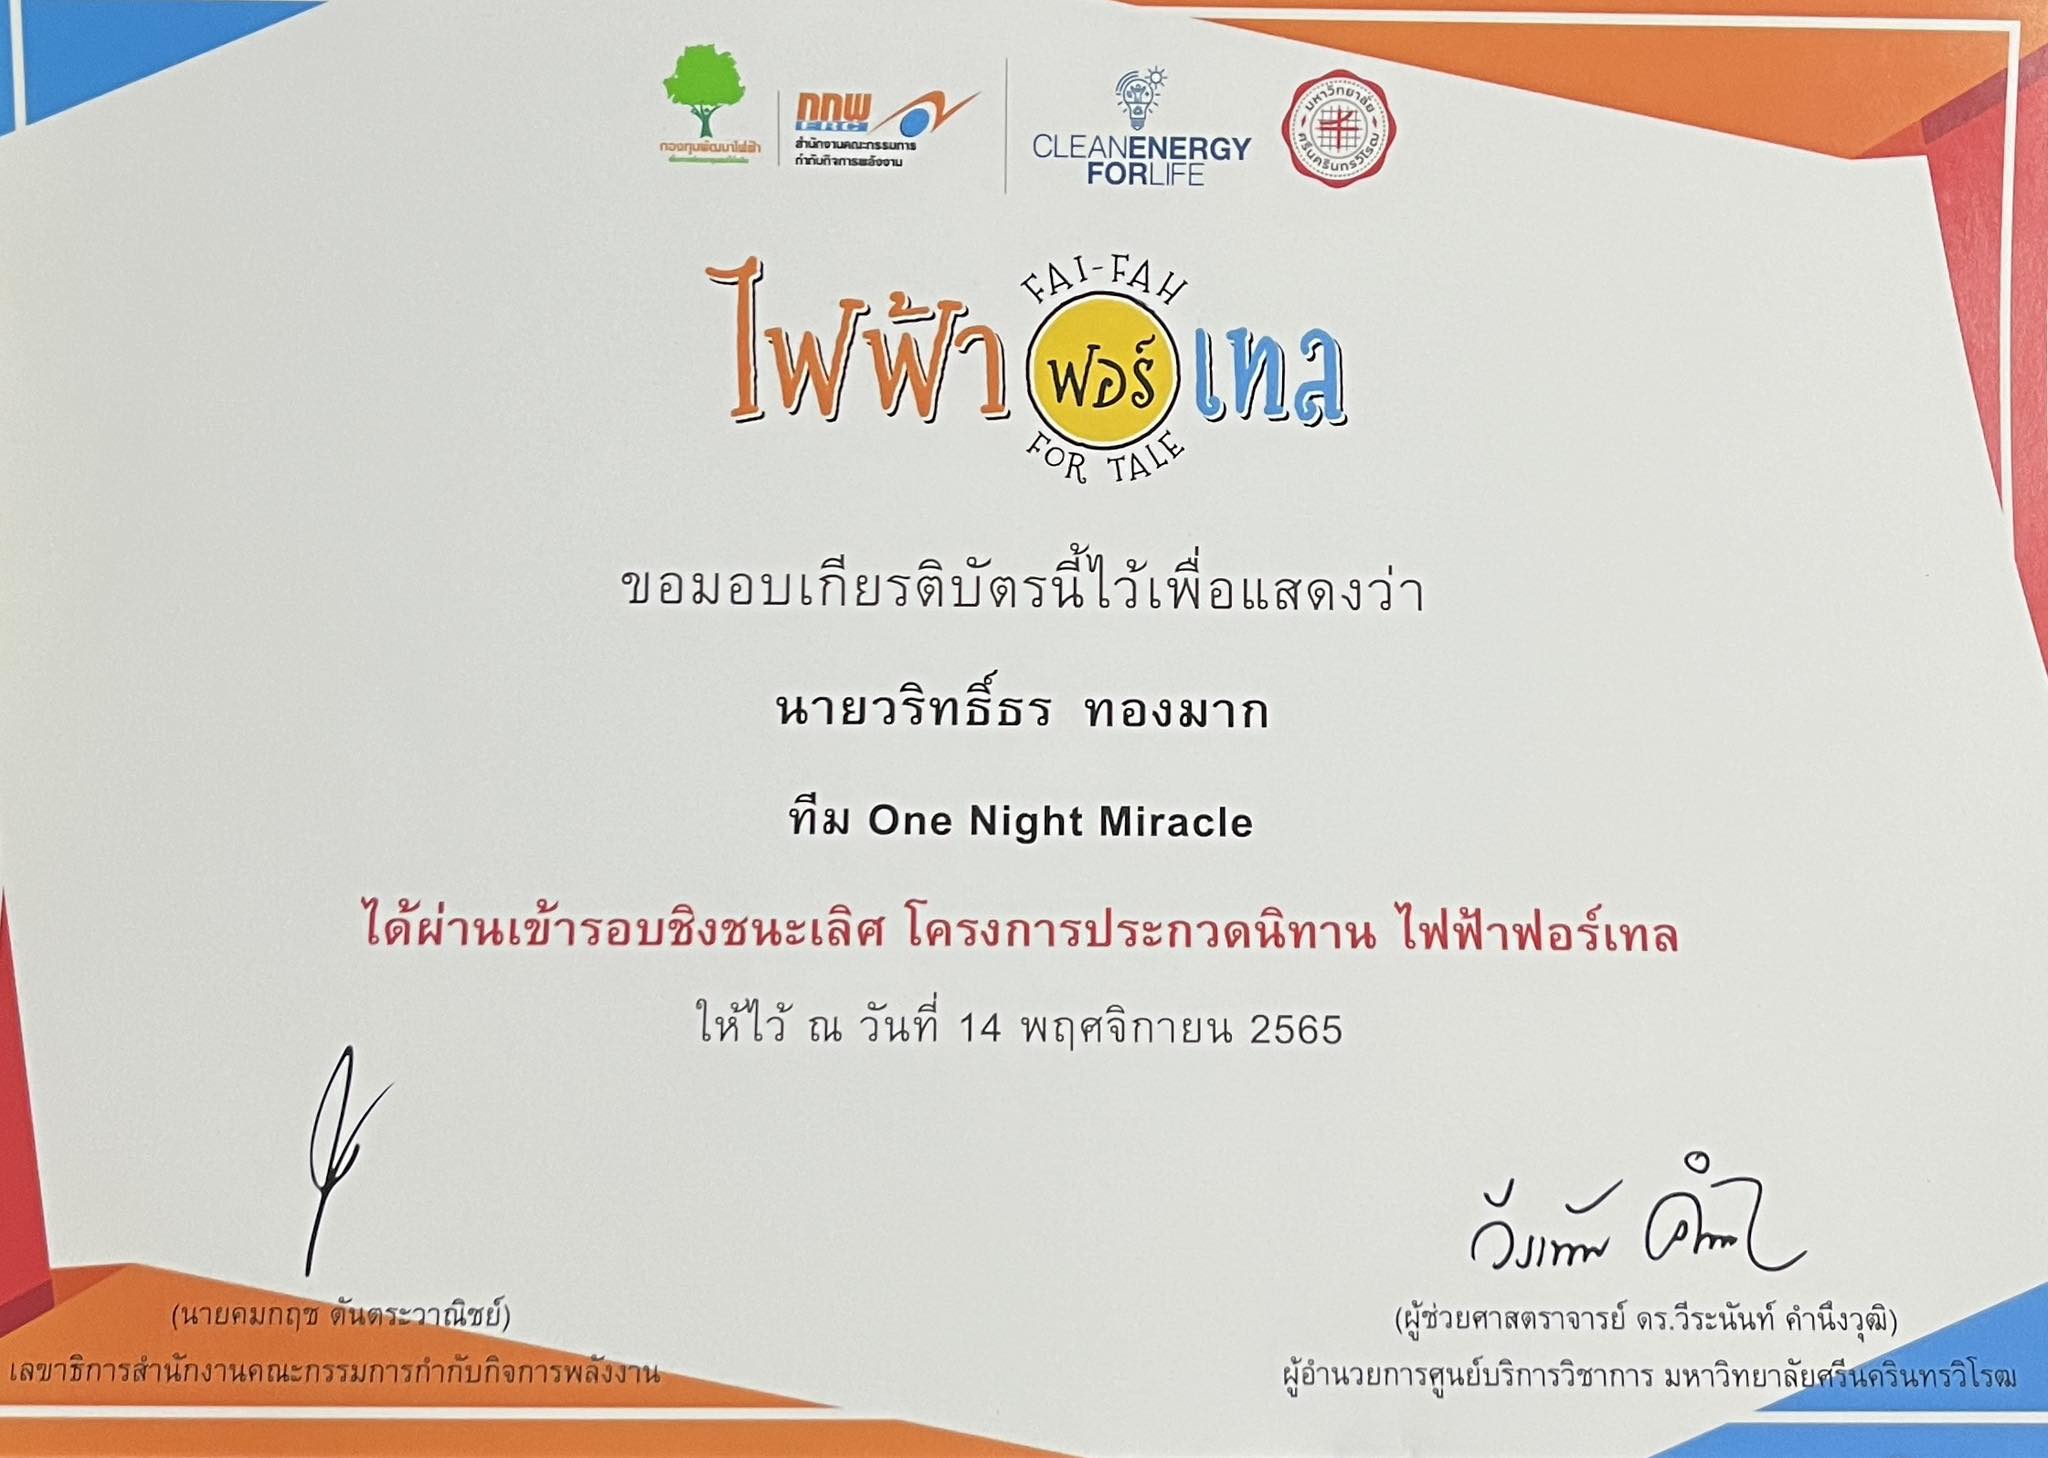 กองทุนพัฒนาไฟฟ้า
กกพ
ERC
สำนักงานคณะกรรมการ
กำกับกิจการพลังงาน
CLEANENERGY
FORLIFE
มหาวิทยาลัย
ศรีนครินทรวิโรฒ
FAI-FAH
ไฟฟ้า ฟอร์ เทล
FOR TALE
ขอมอบเกียรติบัตรนี้ไว้เพื่อแสดงว่า
นายวริทธิ์ธร ทองมาก
ทีม One Night Miracle
ได้ผ่านเข้ารอบชิงชนะเลิศ โครงการประกวดนิทาน ไฟฟ้าฟอร์เทล
ให้ไว้ ณ วันที่ 14 พฤศจิกายน 2565
(นายคมกฤช ตันตระวาณิชย์)
เลขาธิการสำนักงานคณะกรรมการกำกับกิจการพลังงาน
(ผู้ช่วยศาสตราจารย์ ดร.วีระนันท์ คำนึงวุฒิ)
ผู้อำนวยการศูนย์บริการวิชาการ มหาวิทยาลัยศรีนครินทรวิโรฒ